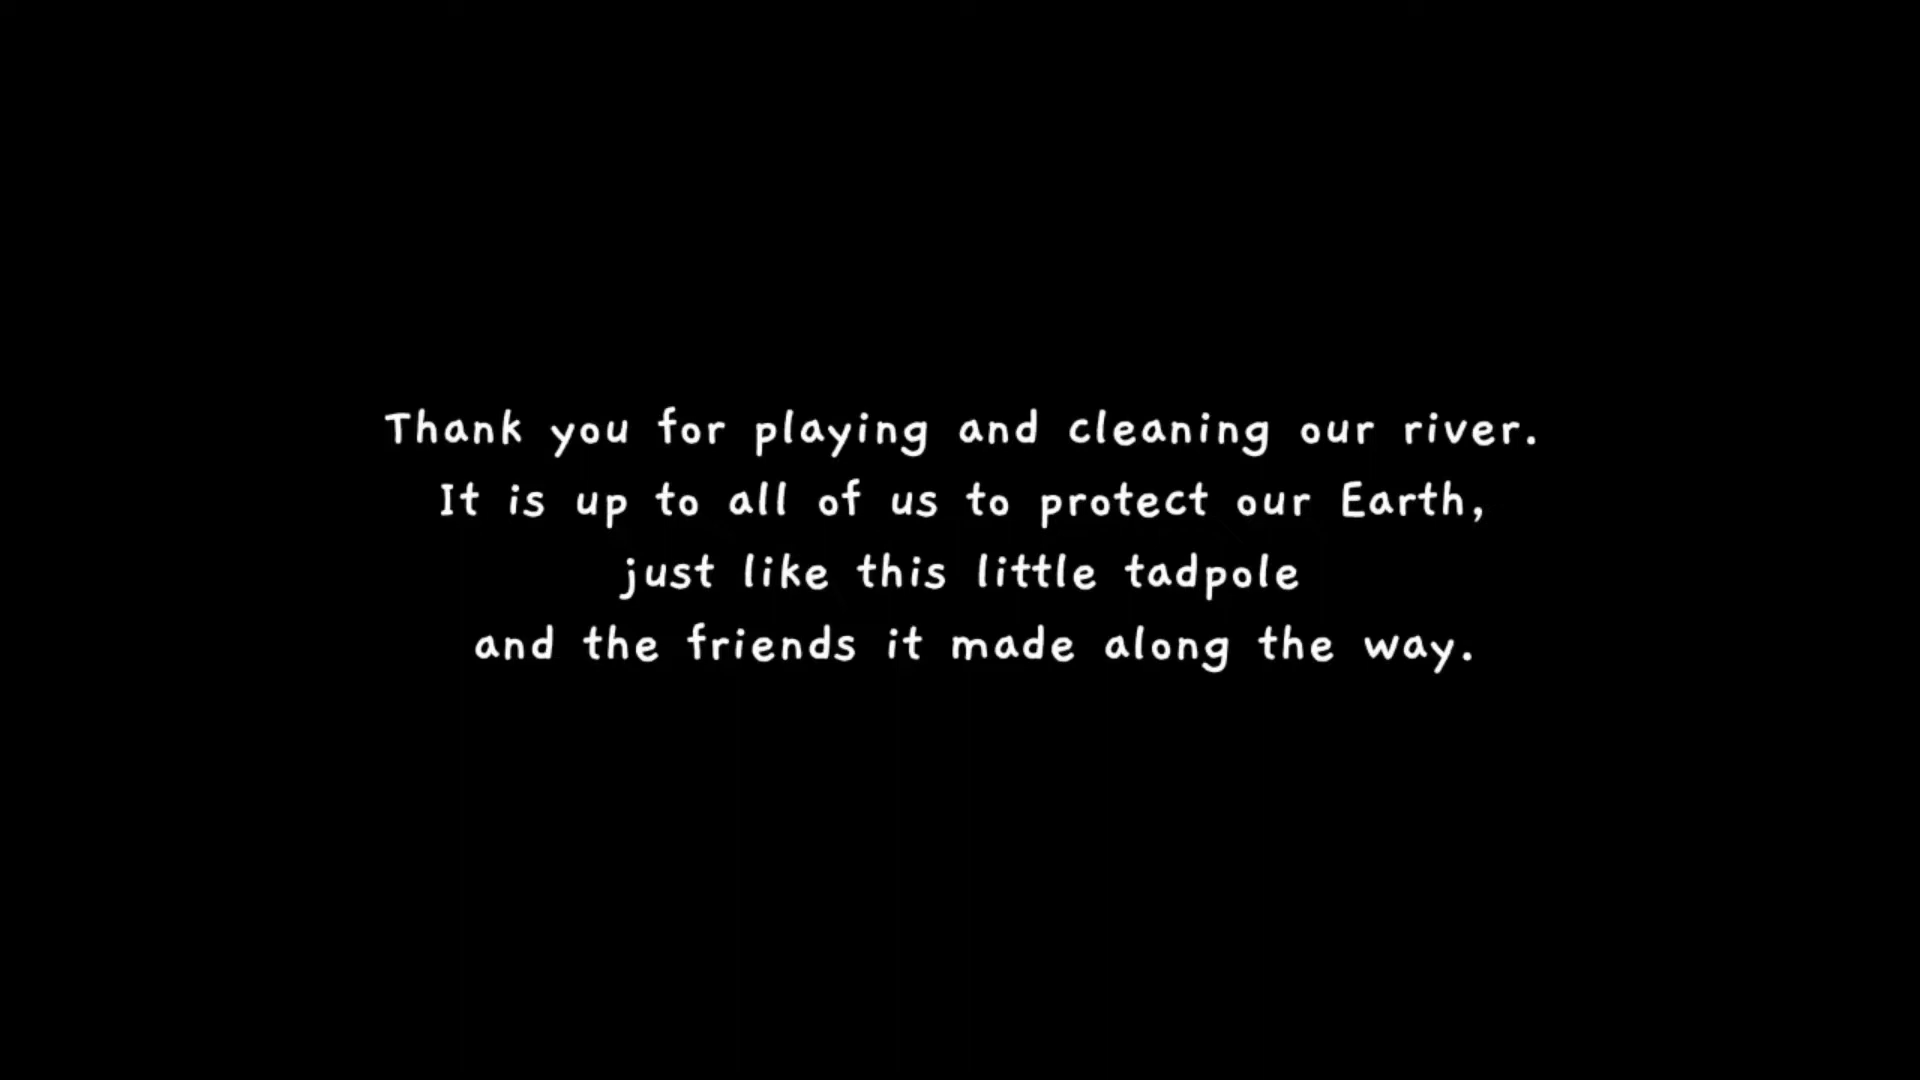 Thank you for playing and cleaning our river.
It is up to all of us to protect our Earth,
just like this little tadpole
and the friends it made along the way.